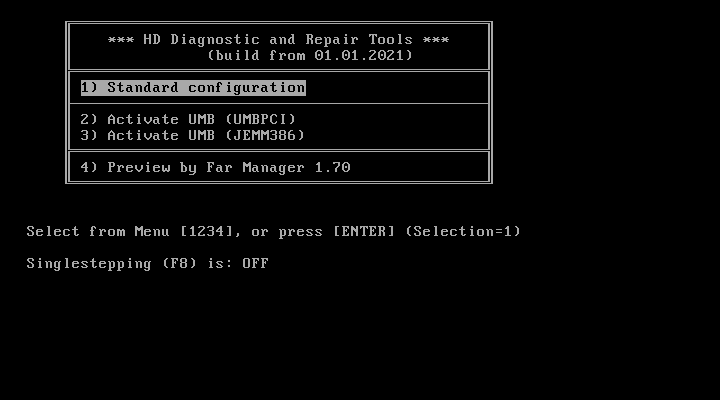 *** HD Diagnostic and Repair Tools ***
(build from 01.01.2021)
1) Standard configuration
2) Activate UMB (UMBPCI)
3) Activate UMB (JEMM386)
4) Preview by Far Manager 1.70
Select from Menu [1234], or press [ENTER] (Selection=1)
Singlestepping (F8) is: OFF